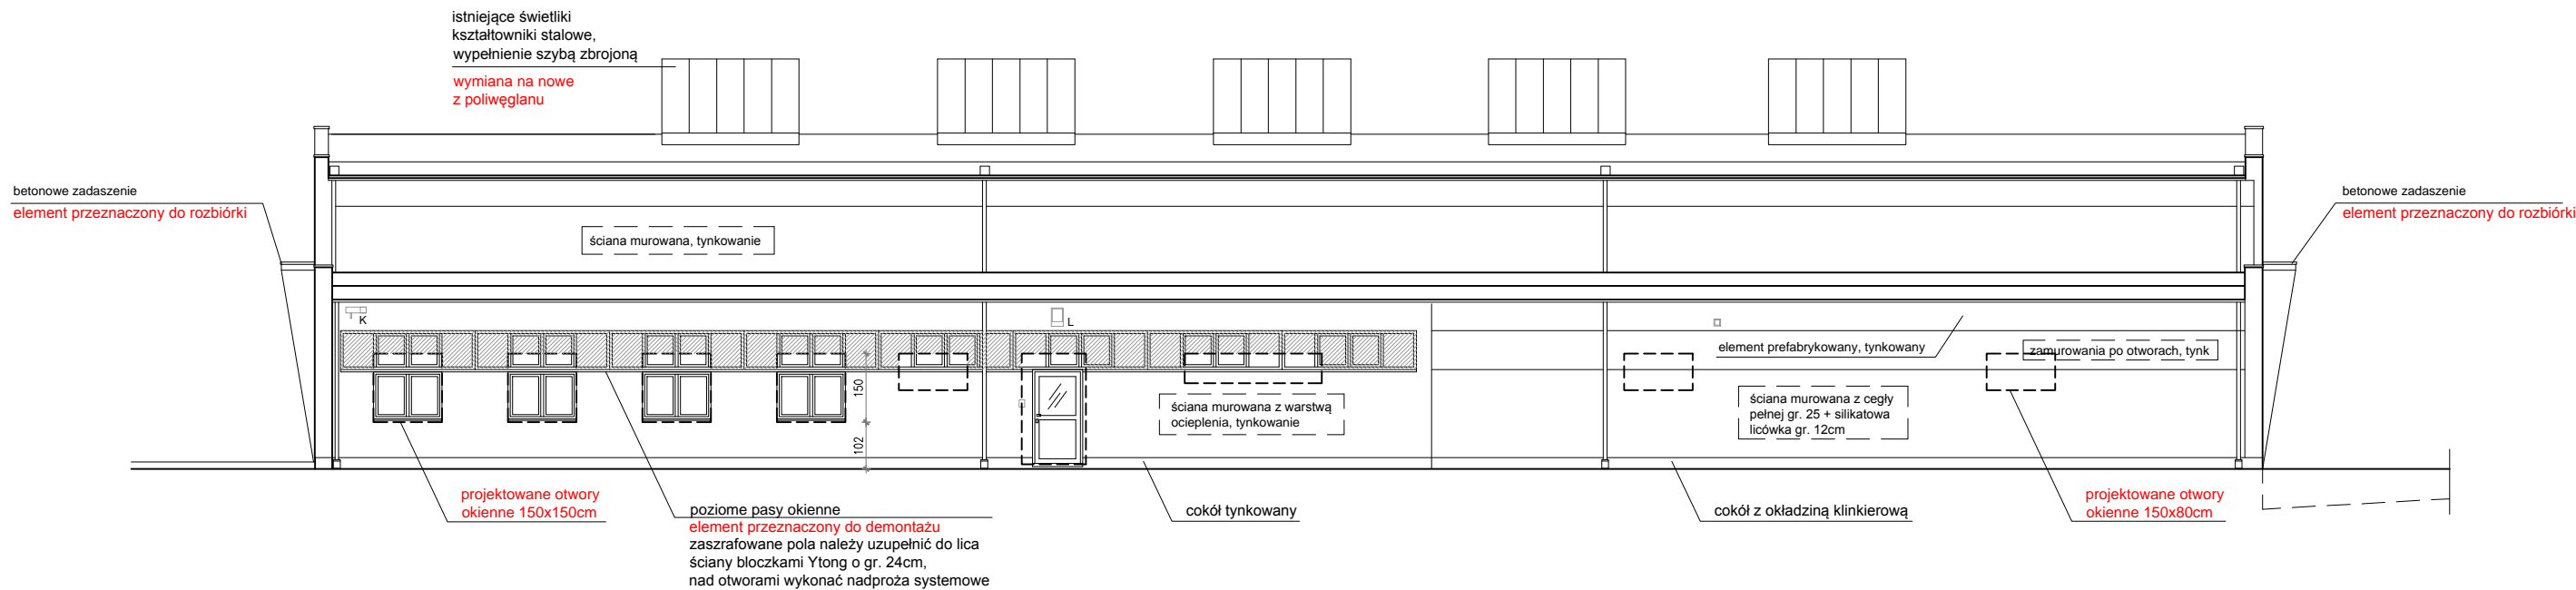 istniejące świetliki
kształtowniki stalowe,
wypełnienie szybą zbrojoną
wymiana na nowe
z poliwęglanu
betonowe zadaszenie
element przeznaczony do rozbiórki
betonowe zadaszenie
element przeznaczony do rozbiórki
ściana murowana, tynkowanie
K
L
element prefabrykowany, tynkowany
zamurowania po otworach, tynk
150
102
ściana murowana z warstwą
ocieplenia, tynkowanie
ściana murowana z cegły
pełnej gr. 25 + silikatowa
licówka gr. 12cm
projektowane otwory
okienne 150x150cm
poziome pasy okienne
element przeznaczony do demontażu
zaszrafowane pola należy uzupełnić do lica
ściany bloczkami Ytong o gr. 24cm,
nad otworami wykonać nadproża systemowe
cokół tynkowany
cokół z okładziną klinkierową
projektowane otwory
okienne 150x80cm